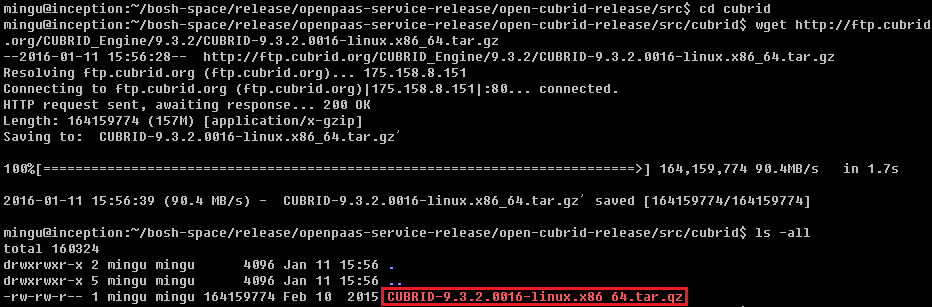 mingu@inception:~/bosh-space/release/openpaas-service-release/open-cubrid-release/src$ cd cubrid
mingu@inception:~/bosh-space/release/openpaas-service-release/open-cubrid-release/src/cubrid$ wget http://ftp.cubrid
.org/CUBRID_Engine/9.3.2/CUBRID-9.3.2.0016-linux.x86_64.tar.gz
--2016-01-11 15:56:28--  http://ftp.cubrid.org/CUBRID_Engine/9.3.2/CUBRID-9.3.2.0016-linux.x86_64.tar.gz
Resolving ftp.cubrid.org (ftp.cubrid.org)... 175.158.8.151
Connecting to ftp.cubrid.org (ftp.cubrid.org)|175.158.8.151|:80... connected.
HTTP request sent, awaiting response... 200 OK
Length: 164159774 (157M) [application/x-gzip]
Saving to:  CUBRID-9.3.2.0016-linux.x86_64.tar.gz’
100%[===========================================================================>] 164,159,774 90.4MB/s   in 1.7s
2016-01-11 15:56:39 (90.4 MB/s) -  CUBRID-9.3.2.0016-linux.x86_64.tar.gz’ saved [164159774/164159774]
mingu@inception:~/bosh-space/release/openpaas-service-release/open-cubrid-release/src/cubrid$ ls -all
total 160324
drwxrwxr-x 2 mingu mingu      4096 Jan 11 15:56 .
drwxrwxr-x 5 mingu mingu      4096 Jan 11 15:56 ..
-rw-rw-r-- 1 mingu mingu 164159774 Feb 10  2015 CUBRID-9.3.2.0016-linux.x86_64.tar.gz